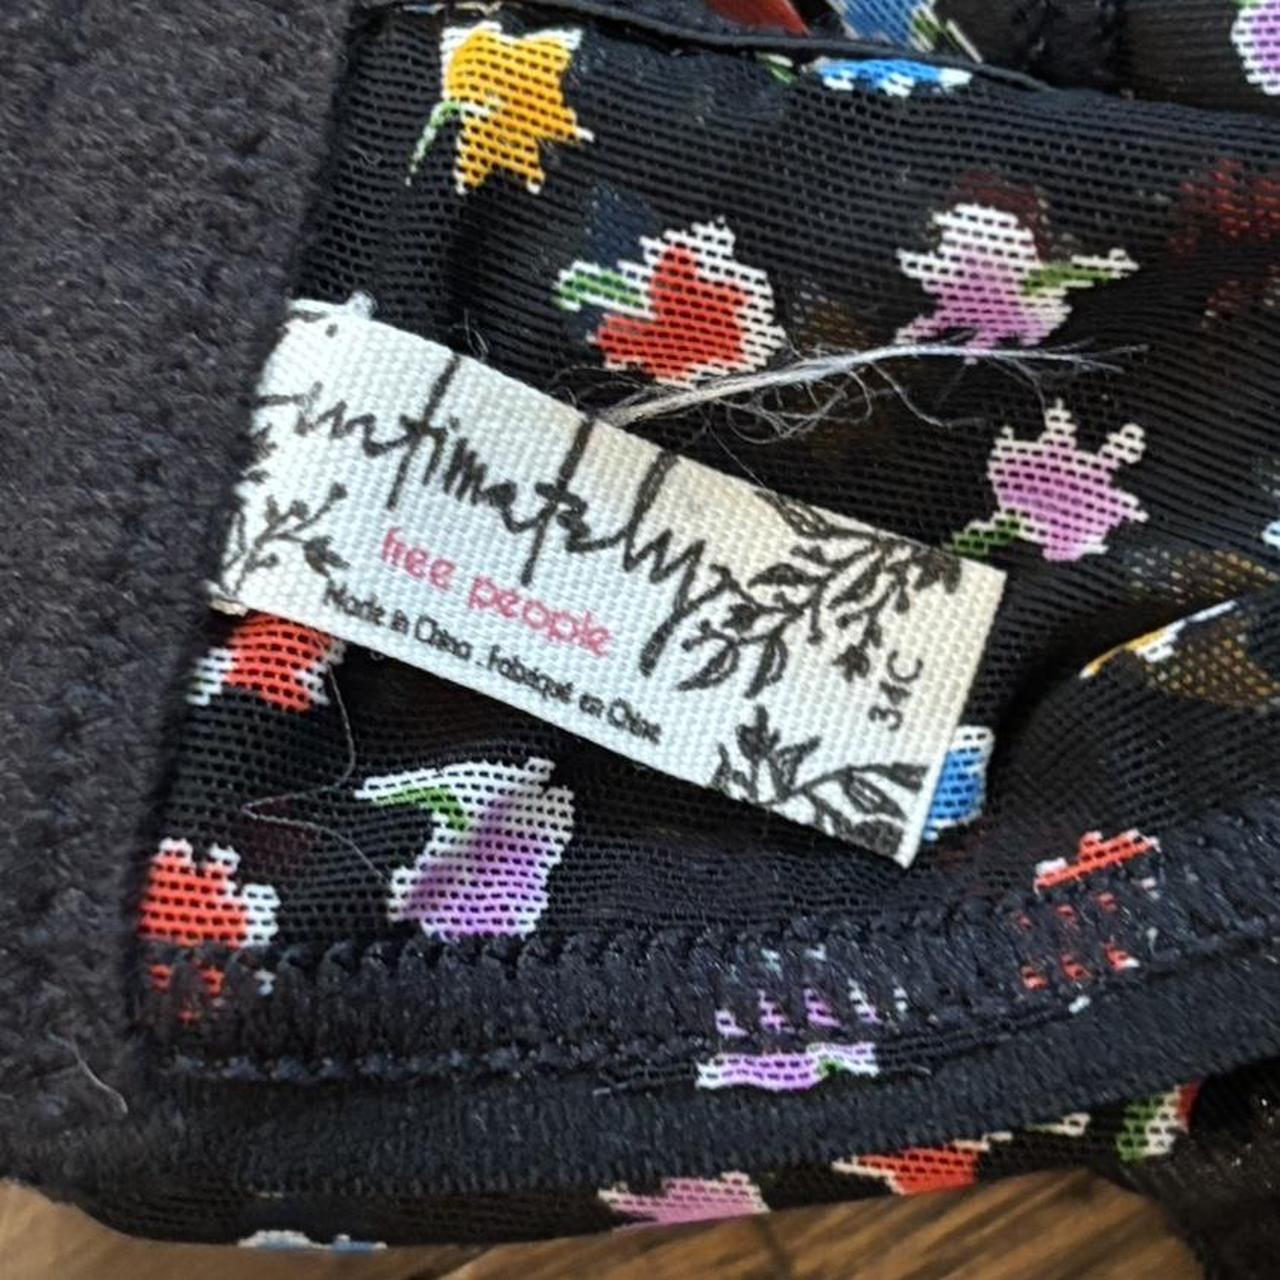 intimately
free people
Made in China . Fabriqué en Chine
34C